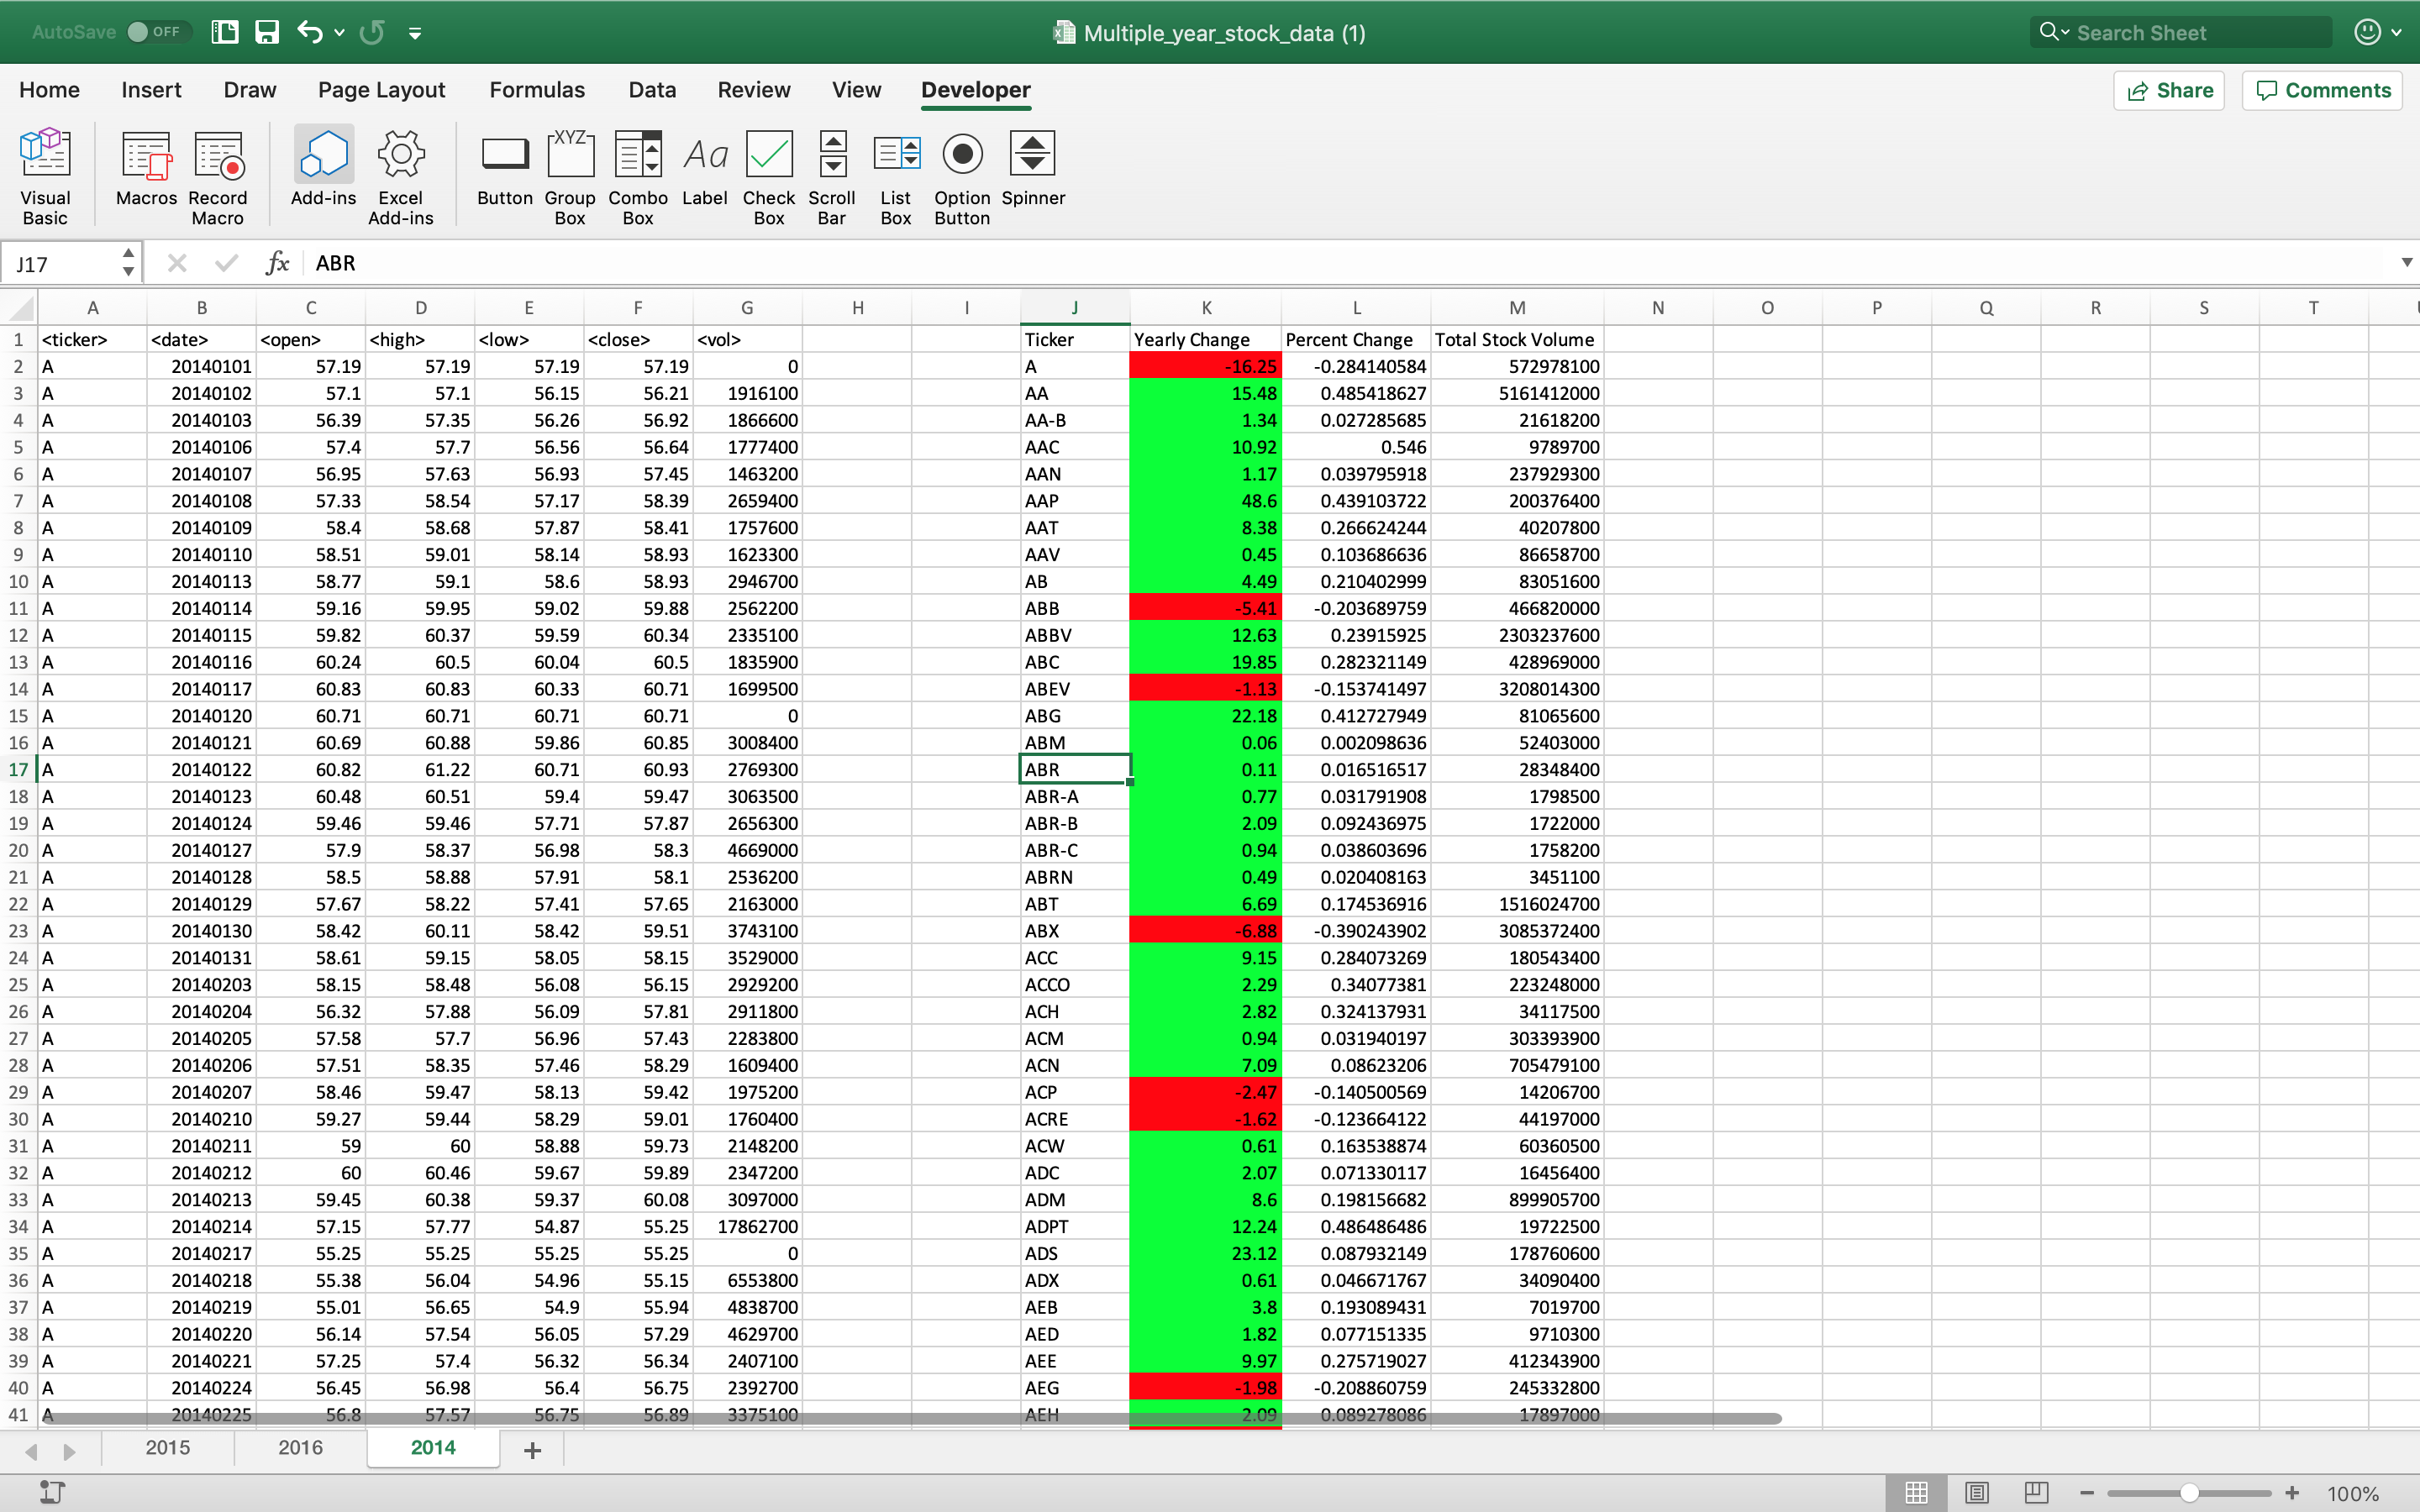 AutoSave OFF Multiple_year_stock_data (1) Search Sheet
Home Insert Draw Page Layout Formulas Data Review View Developer Share Comments
XYZ Aa
Visual Basic Macros Record Macro Add-ins Excel Add-ins Button Group Box Combo Box Label Check Box Scroll Bar List Box Option Button Spinner
J17 fx ABR
A B C D E F G H I J K L M N O P Q R S T
1 <ticker> <date> <open> <high> <low> <close> <vol> Ticker Yearly Change Percent Change Total Stock Volume
2 A 20140101 57.19 57.19 57.19 57.19 0 A -16.25 -0.284140584 572978100
3 A 20140102 57.1 57.1 56.15 56.21 1916100 AA 15.48 0.485418627 5161412000
4 A 20140103 56.39 57.35 56.26 56.92 1866600 AA-B 1.34 0.027285685 21618200
5 A 20140106 57.4 57.7 56.56 56.64 1777400 AAC 10.92 0.546 9789700
6 A 20140107 56.95 57.63 56.93 57.45 1463200 AAN 1.17 0.039795918 237929300
7 A 20140108 57.33 58.54 57.17 58.39 2659400 AAP 48.6 0.439103722 200376400
8 A 20140109 58.4 58.68 57.87 58.41 1757600 AAT 8.38 0.266624244 40207800
9 A 20140110 58.51 59.01 58.14 58.93 1623300 AAV 0.45 0.103686636 86658700
10 A 20140113 58.77 59.1 58.6 58.93 2946700 AB 4.49 0.210402999 83051600
11 A 20140114 59.16 59.95 59.02 59.88 2562200 ABB -5.41 -0.203689759 466820000
12 A 20140115 59.82 60.37 59.59 60.34 2335100 ABBV 12.63 0.23915925 2303237600
13 A 20140116 60.24 60.5 60.04 60.5 1835900 ABC 19.85 0.282321149 428969000
14 A 20140117 60.83 60.83 60.33 60.71 1699500 ABEV -1.13 -0.153741497 3208014300
15 A 20140120 60.71 60.71 60.71 60.71 0 ABG 22.18 0.412727949 81065600
16 A 20140121 60.69 60.88 59.86 60.85 3008400 ABM 0.06 0.002098636 52403000
17 A 20140122 60.82 61.22 60.71 60.93 2769300 ABR 0.11 0.016516517 28348400
18 A 20140123 60.48 60.51 59.4 59.47 3063500 ABR-A 0.77 0.031791908 1798500
19 A 20140124 59.46 59.46 57.71 57.87 2656300 ABR-B 2.09 0.092436975 1722000
20 A 20140127 57.9 58.37 56.98 58.3 4669000 ABR-C 0.94 0.038603696 1758200
21 A 20140128 58.5 58.88 57.91 58.1 2536200 ABRN 0.49 0.020408163 3451100
22 A 20140129 57.67 58.22 57.41 57.65 2163000 ABT 6.69 0.174536916 1516024700
23 A 20140130 58.42 60.11 58.42 59.51 3743100 ABX -6.88 -0.390243902 3085372400
24 A 20140131 58.61 59.15 58.05 58.15 3529000 ACC 9.15 0.284073269 180543400
25 A 20140203 58.15 58.48 56.08 56.15 2929200 ACCO 2.29 0.34077381 223248000
26 A 20140204 56.32 57.88 56.09 57.81 2911800 ACH 2.82 0.324137931 34117500
27 A 20140205 57.58 57.7 56.96 57.43 2283800 ACM 0.94 0.031940197 303393900
28 A 20140206 57.51 58.35 57.46 58.29 1609400 ACN 7.09 0.08623206 705479100
29 A 20140207 58.46 59.47 58.13 59.42 1975200 ACP -2.47 -0.140500569 14206700
30 A 20140210 59.27 59.44 58.29 59.01 1760400 ACRE -1.62 -0.123664122 44197000
31 A 20140211 59 60 58.88 59.73 2148200 ACW 0.61 0.163538874 60360500
32 A 20140212 60 60.46 59.67 59.89 2347200 ADC 2.07 0.071330117 16456400
33 A 20140213 59.45 60.38 59.37 60.08 3097000 ADM 8.6 0.198156682 899905700
34 A 20140214 57.15 57.77 54.87 55.25 17862700 ADPT 12.24 0.486486486 19722500
35 A 20140217 55.25 55.25 55.25 55.25 0 ADS 23.12 0.087932149 178760600
36 A 20140218 55.38 56.04 54.96 55.15 6553800 ADX 0.61 0.046671767 34090400
37 A 20140219 55.01 56.65 54.9 55.94 4838700 AEB 3.8 0.193089431 7019700
38 A 20140220 56.14 57.54 56.05 57.29 4629700 AED 1.82 0.077151335 9710300
39 A 20140221 57.25 57.4 56.32 56.34 2407100 AEE 9.97 0.275719027 412343900
40 A 20140224 56.45 56.98 56.4 56.75 2392700 AEG -1.98 -0.208860759 245332800
41 A 20140225 56.8 57.57 56.75 56.89 3375100 AEH 2.09 0.089278086 17897000
2015 2016 2014 +
100%